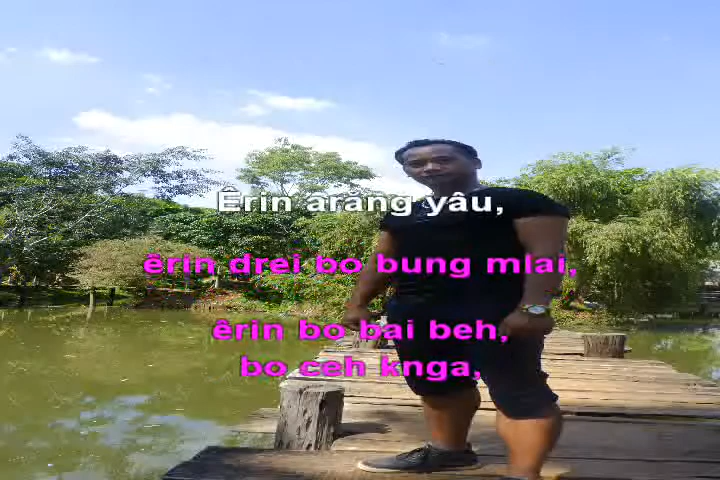 Êrin arang yâu,
êrin drei bo bung mlai,
êrin bo bai beh,
bo ceh knga,